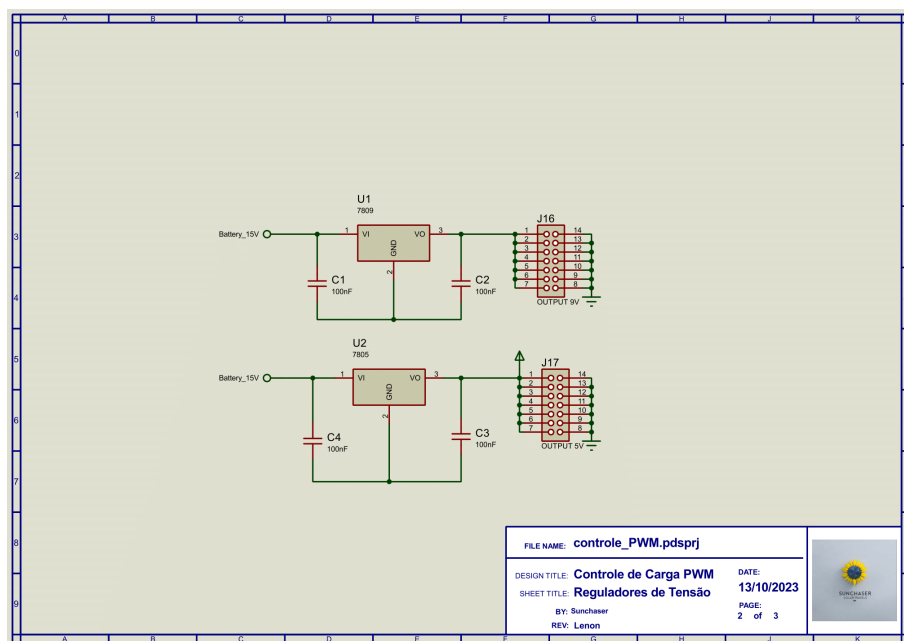 A B C D E F G H J K
0
1
2
3
4
5
6
7
8
9
U1
7809
Battery_15V
1 VI VO 3
GND
2
C1
100nF
C2
100nF
J16
1 14
2 13
3 12
4 11
5 10
6 9
7 8
OUTPUT 9V
U2
7805
Battery_15V
1 VI VO 3
GND
2
C4
100nF
C3
100nF
J17
1 14
2 13
3 12
4 11
5 10
6 9
7 8
OUTPUT 5V
FILE NAME: controle_PWM.pdsprj
DESIGN TITLE: Controle de Carga PWM
SHEET TITLE: Reguladores de Tensão
BY: Sunchaser
REV: Lenon
DATE:
13/10/2023
PAGE:
2 of 3
SUNCHASER
A B C D E F G H J K